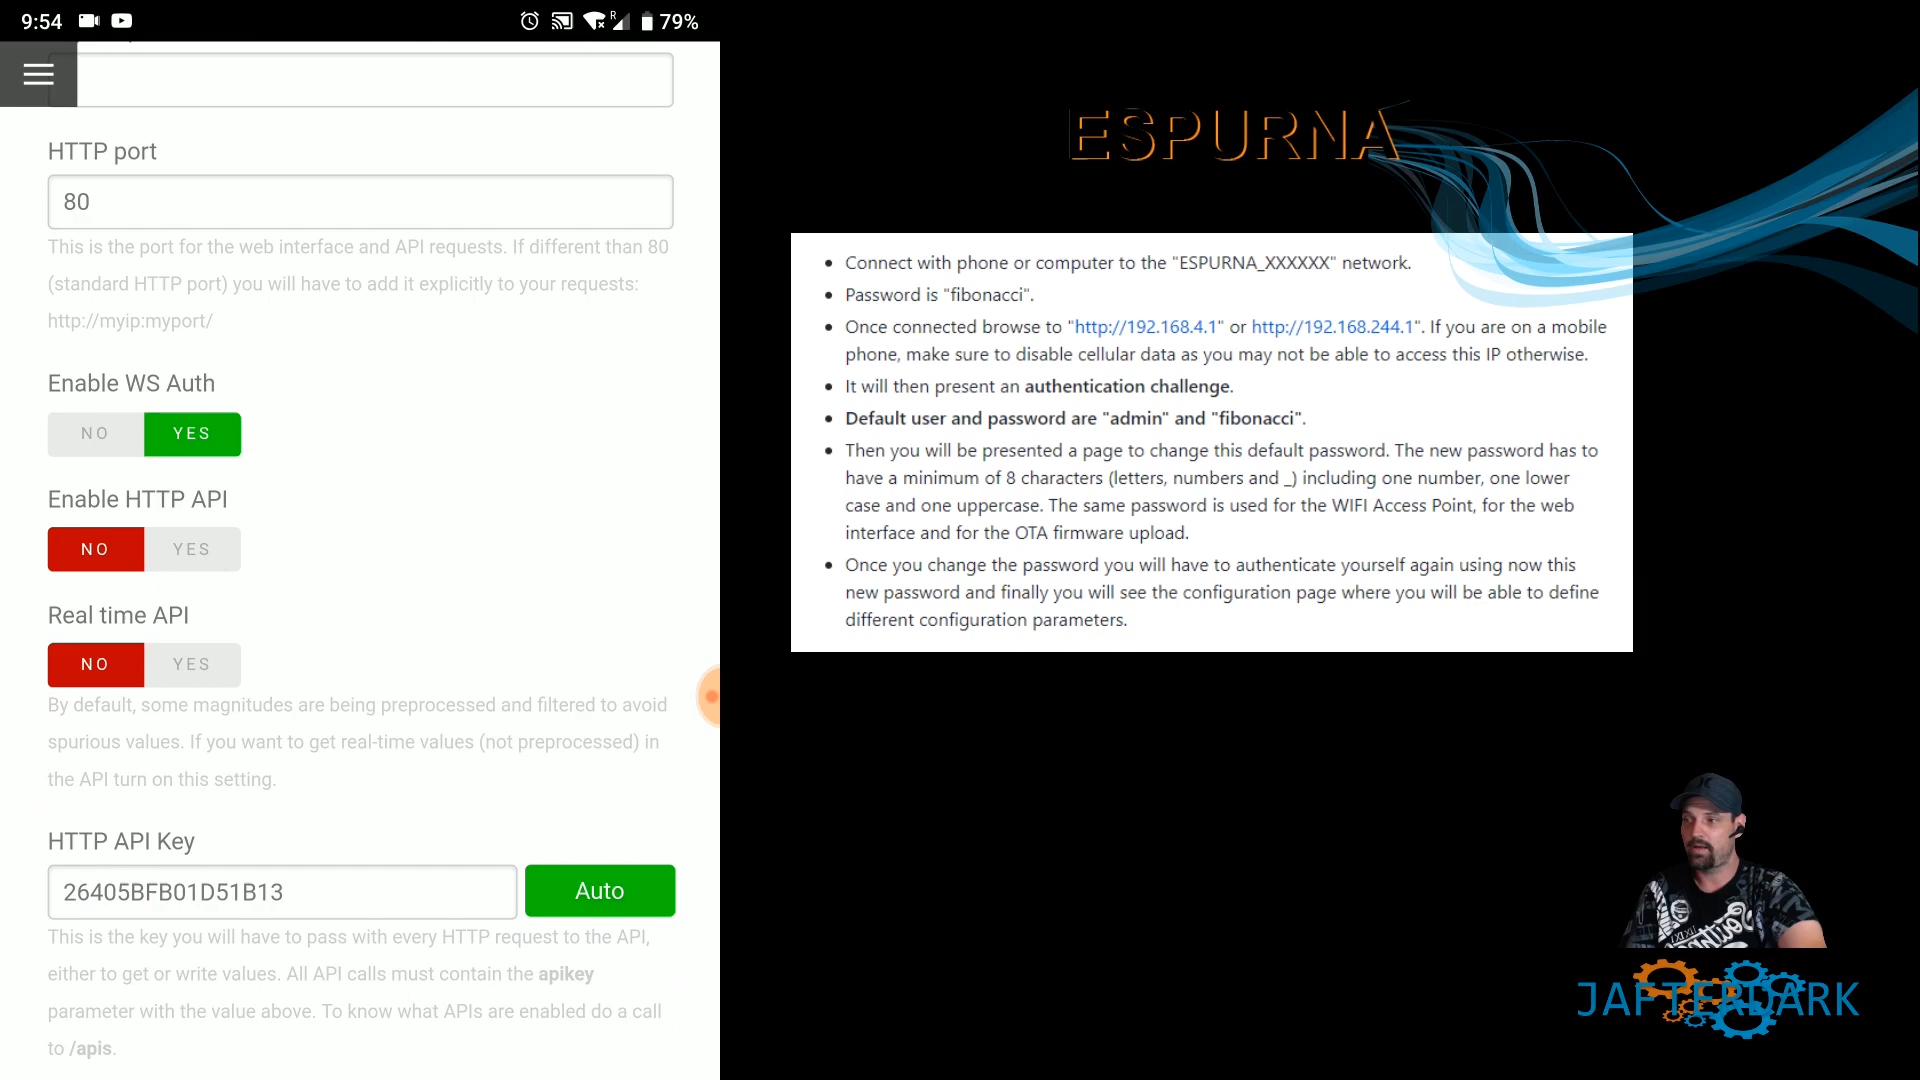 9:54
R
79%
HTTP port
80
This is the port for the web interface and API requests. If different than 80
(standard HTTP port) you will have to add it explicitly to your requests:
http://myip:myport/
Enable WS Auth
NO YES
Enable HTTP API
NO YES
Real time API
NO YES
By default, some magnitudes are being preprocessed and filtered to avoid
spurious values. If you want to get real-time values (not preprocessed) in
the API turn on this setting.
HTTP API Key
26405BFB01D51B13 Auto
This is the key you will have to pass with every HTTP request to the API,
either to get or write values. All API calls must contain the apikey
parameter with the value above. To know what APIs are enabled do a call
to /apis.
ESPURNA
Connect with phone or computer to the "ESPURNA_XXXXXX" network.
Password is "fibonacci".
Once connected browse to "http://192.168.4.1" or http://192.168.244.1". If you are on a mobile
phone, make sure to disable cellular data as you may not be able to access this IP otherwise.
It will then present an authentication challenge.
Default user and password are "admin" and "fibonacci".
Then you will be presented a page to change this default password. The new password has to
have a minimum of 8 characters (letters, numbers and _) including one number, one lower
case and one uppercase. The same password is used for the WIFI Access Point, for the web
interface and for the OTA firmware upload.
Once you change the password you will have to authenticate yourself again using now this
new password and finally you will see the configuration page where you will be able to define
different configuration parameters.
JAFTERDARK